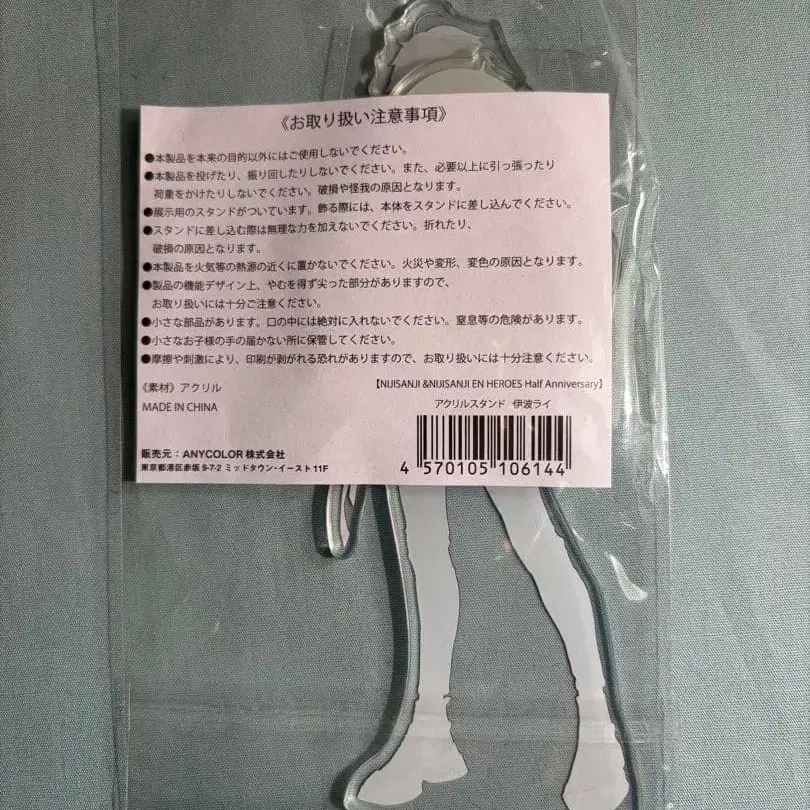 《お取り扱い注意事項》
●本製品を本来の目的以外にはご使用しないでください。
●本製品を投げたり、振り回したりしないでください。また、必要以上に引っ張ったり
荷重をかけたりしないでください。破損や怪我の原因となります。
●展示用のスタンドがついています。飾る際には、本体をスタンドに差し込んでください。
●スタンドに差し込む際は無理な力を加えないでください。折れたり、
破損の原因となります。
●本製品を火気等の熱源の近くに置かないでください。火災や変形、変色の原因となります。
●製品の機能デザイン上、やむを得ず尖った部分がありますので、
お取り扱いには十分ご注意ください。
●小さな部品があります。口の中には絶対に入れないでください。窒息等の危険があります。
●小さなお子様の手の届かない所に保管してください。
●摩擦や刺激により、印刷が剥がれる恐れがありますので、お取り扱いには十分注意ください。
《素材》アクリル
MADE IN CHINA
【NIJISANJI &NIJISANJI EN HEROES Half Anniversary】
アクリルスタンド 伊波ライ
4 570105 106144
販売元：ANYCOLOR 株式会社
東京都港区赤坂 9-7-2 ミッドタウン・イースト 11F